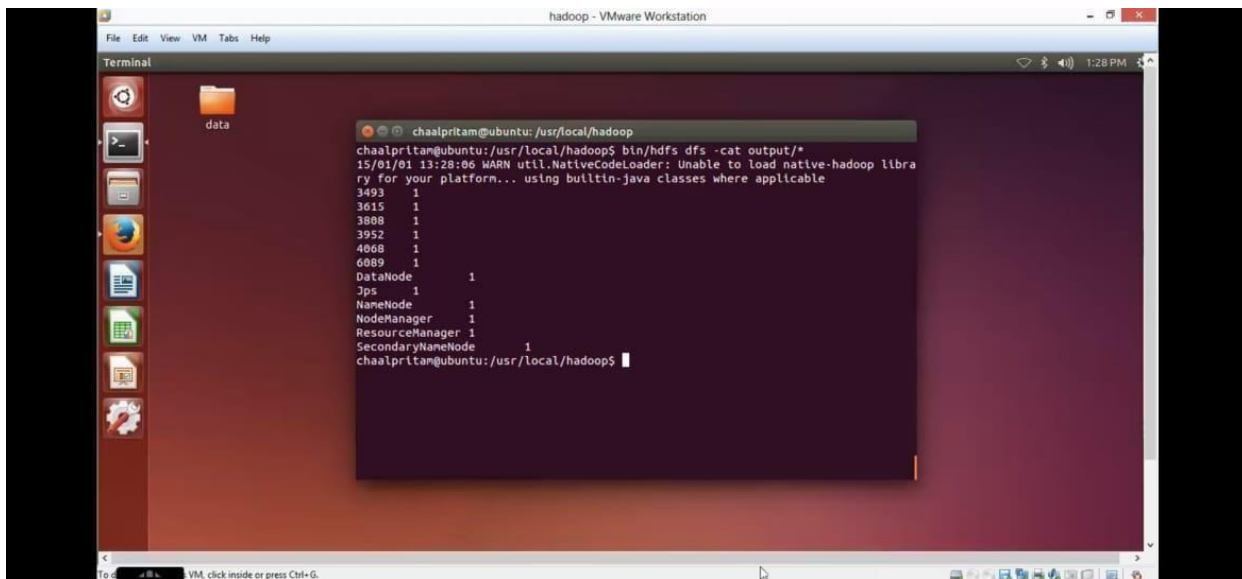 hadoop - VMware Workstation
File Edit View VM Tabs Help
Terminal
1:28 PM
data
chaalpritam@ubuntu: /usr/local/hadoop
chaalpritam@ubuntu:/usr/local/hadoop$ bin/hdfs dfs -cat output/*
15/01/01 13:28:06 WARN util.NativeCodeLoader: Unable to load native-hadoop libra
ry for your platform... using builtin-java classes where applicable
3493 1
3615 1
3808 1
3952 1
4068 1
6089 1
DataNode 1
Jps 1
NameNode 1
NodeManager 1
ResourceManager 1
SecondaryNameNode 1
chaalpritam@ubuntu:/usr/local/hadoop$
To VM, click inside or press Ctrl+G.